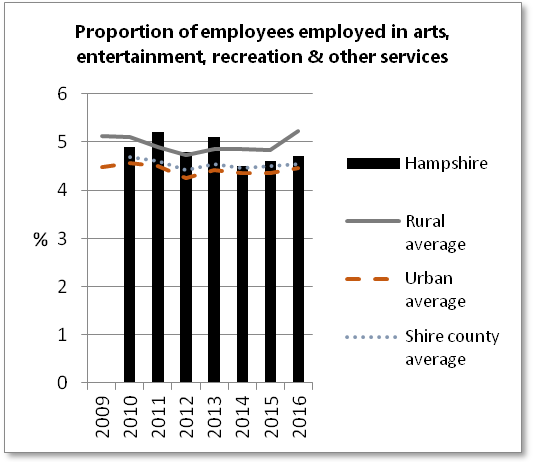 Proportion of employees employed in arts,
entertainment, recreation & other services
6
5
4
3
2
1
0
%
2009
2010
2011
2012
2013
2014
2015
2016
Hampshire
Rural
average
Urban
average
Shire county
average